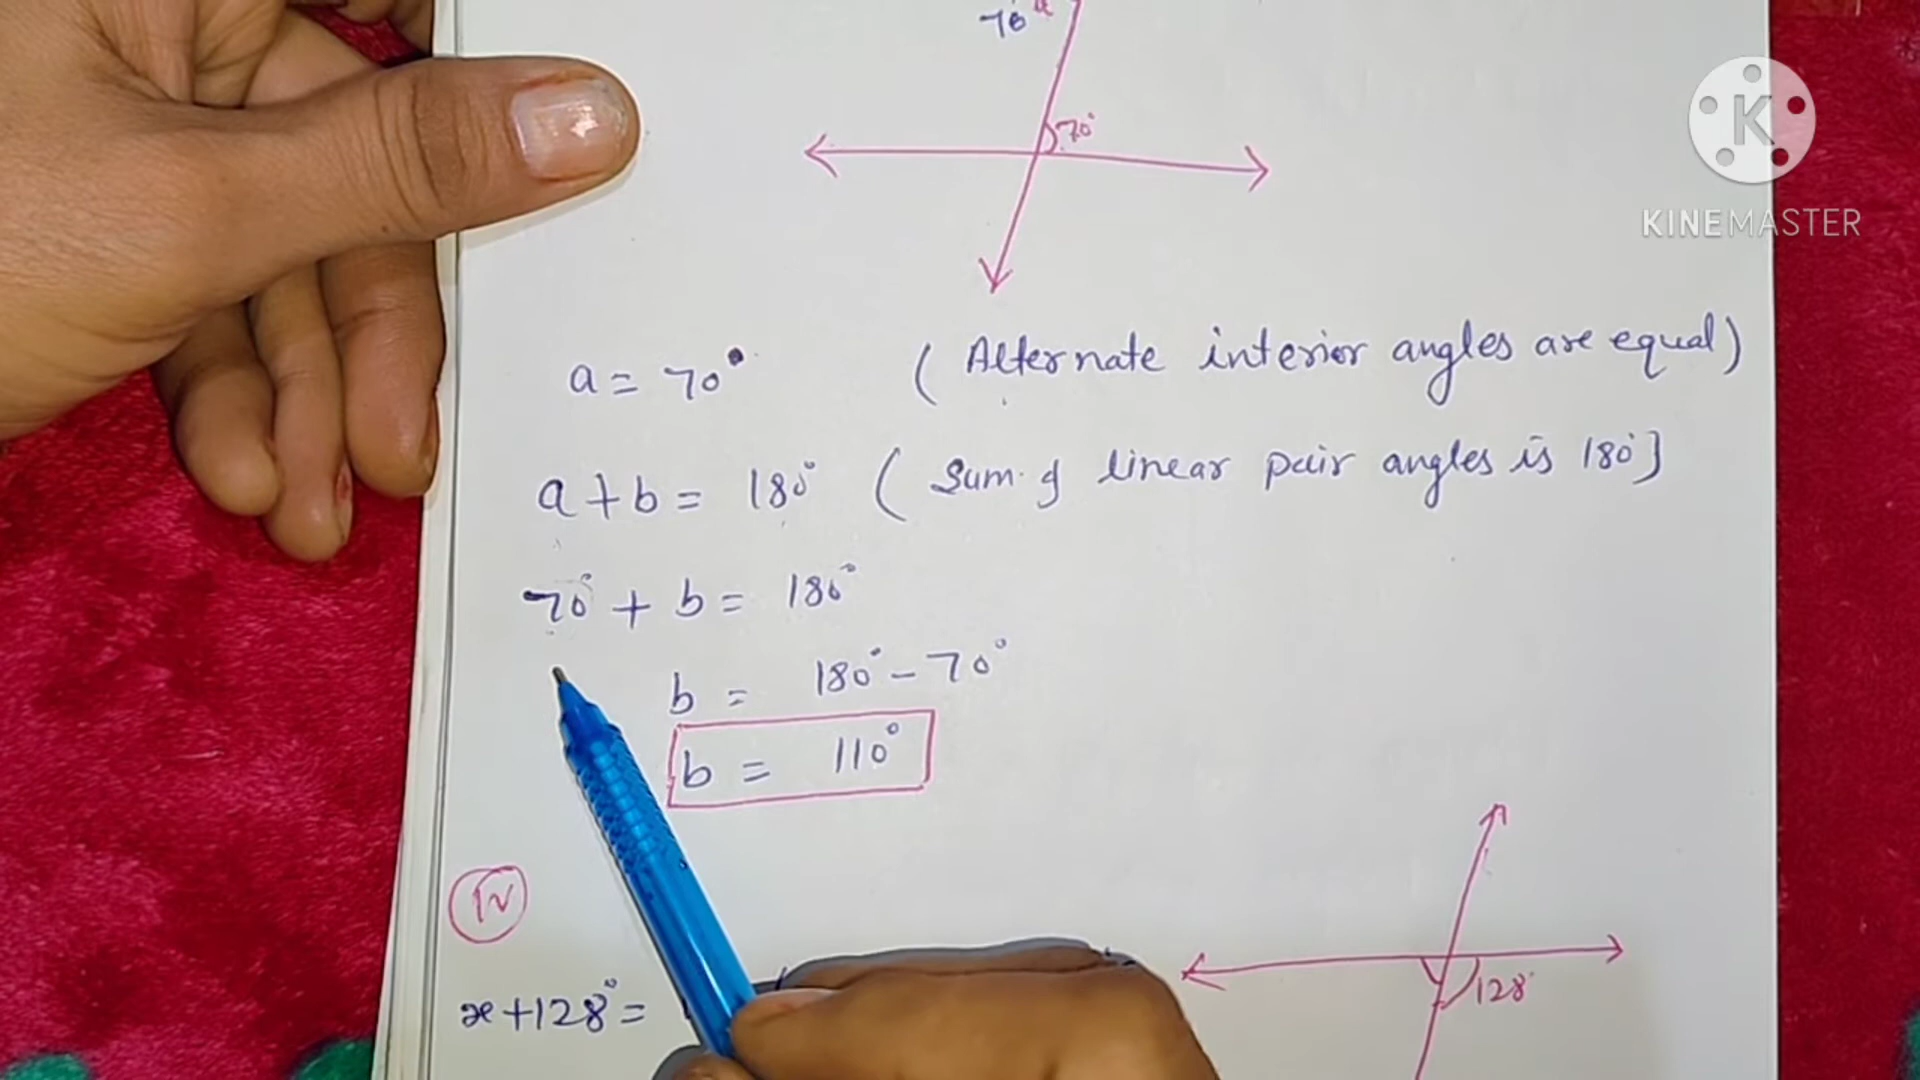 70°
70°
K
KINEMASTER
a = 70° (Alternate interior angles are equal)
a + b = 180° (Sum of linear pair angles is 180°]
70° + b = 180°
b = 180° - 70°
b = 110°
IV
x + 128° =
128°